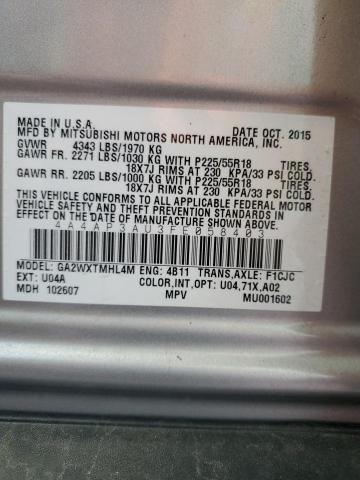 MADE IN U.S.A. DATE OCT. 2015
MFD BY MITSUBISHI MOTORS NORTH AMERICA, INC.
GVWR 4343 LBS/1970 KG
GAWR FR. 2271 LBS/1030 KG WITH P225/55R18 TIRES.
18X7J RIMS AT 230 KPA/33 PSI COLD.
GAWR RR. 2205 LBS/1000 KG WITH P225/55R18 TIRES.
18X7J RIMS AT 230 KPA/33 PSI COLD.
THIS VEHICLE CONFORMS TO ALL APPLICABLE FEDERAL MOTOR
VEHICLE SAFETY STANDARDS IN EFFECT ON THE DATE OF
MANUFACTURE SHOWN ABOVE.
4A4AP3AU3FE058403
MODEL: GA2WXTMHL4M ENG: 4B11 TRANS,AXLE: F1CJC
EXT: U04A COLOR,INT,OPT: U04,71X,A02
MDH 102607 MPV MU001602